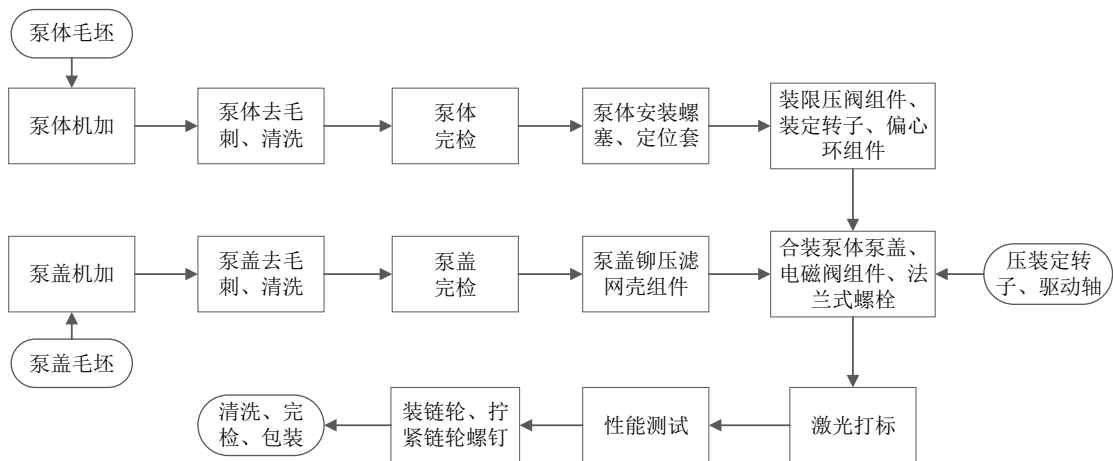 泵体毛坯
泵体机加
泵体去毛
刺、清洗
泵体
完检
泵体安装螺
塞、定位套
装限压阀组件、
装定转子、偏心
环组件
泵盖机加
泵盖去毛
刺、清洗
泵盖
完检
泵盖铆压滤
网壳组件
合装泵体泵盖、
电磁阀组件、法
兰式螺栓
压装定转
子、驱动轴
泵盖毛坯
清洗、完
检、包装
装链轮、拧
紧链轮螺钉
性能测试
激光打标